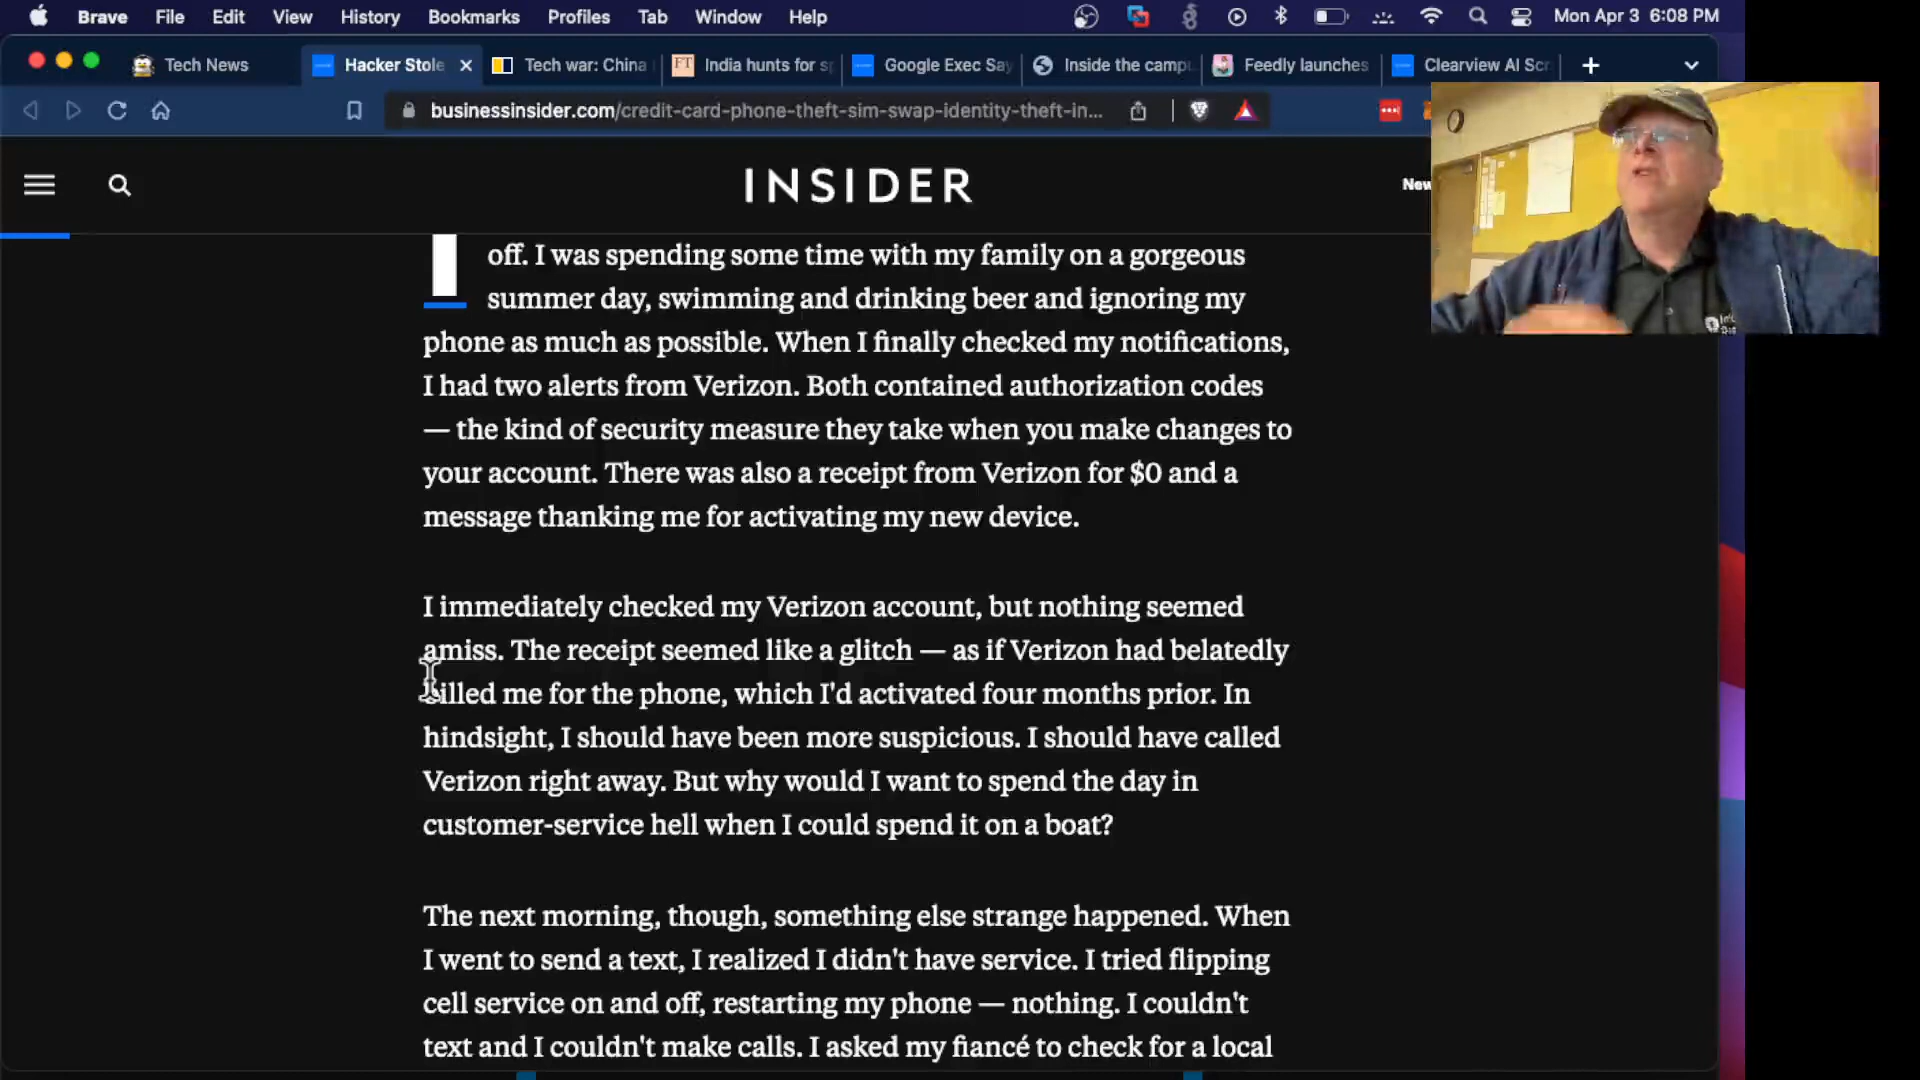 Brave File Edit View History Bookmarks Profiles Tab Window Help Mon Apr 3 6:08 PM
Tech News Hacker Stole Tech war: China India hunts for sp Google Exec Say Inside the camp Feedly launches Clearview AI Scr
businessinsider.com/credit-card-phone-theft-sim-swap-identity-theft-in...
INSIDER
New
I off. I was spending some time with my family on a gorgeous
summer day, swimming and drinking beer and ignoring my
phone as much as possible. When I finally checked my notifications,
I had two alerts from Verizon. Both contained authorization codes
— the kind of security measure they take when you make changes to
your account. There was also a receipt from Verizon for $0 and a
message thanking me for activating my new device.
I immediately checked my Verizon account, but nothing seemed
amiss. The receipt seemed like a glitch — as if Verizon had belatedly
billed me for the phone, which I'd activated four months prior. In
hindsight, I should have been more suspicious. I should have called
Verizon right away. But why would I want to spend the day in
customer-service hell when I could spend it on a boat?
The next morning, though, something else strange happened. When
I went to send a text, I realized I didn't have service. I tried flipping
cell service on and off, restarting my phone — nothing. I couldn't
text and I couldn't make calls. I asked my fiancé to check for a local